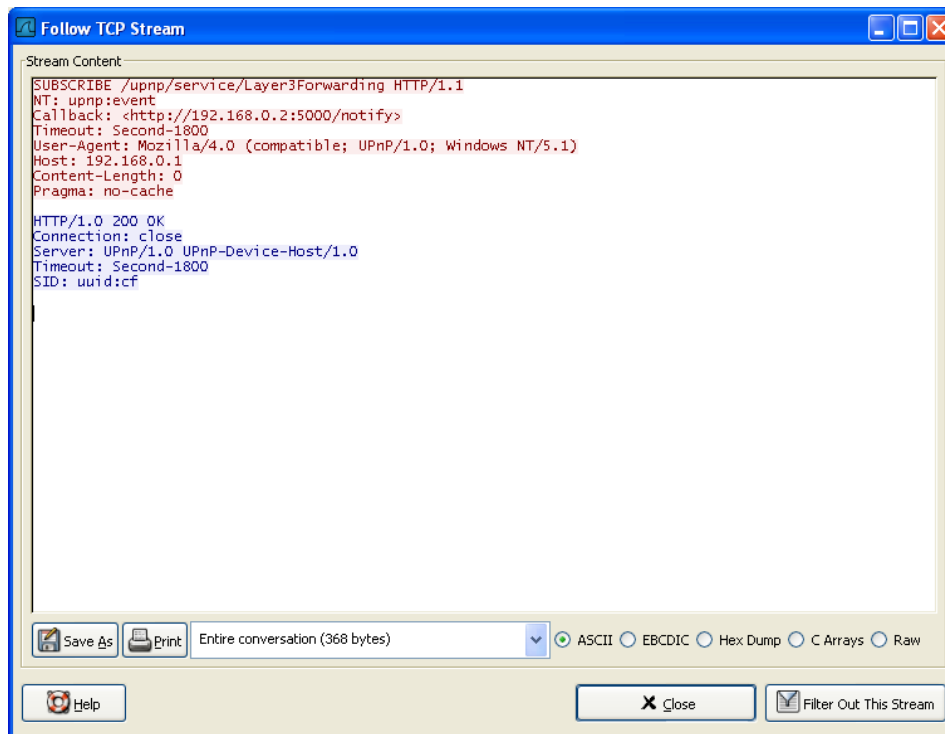 Follow TCP Stream
Stream Content
SUBSCRIBE /upnp/service/Layer3Forwarding HTTP/1.1
NT: upnp:event
Callback: <http://192.168.0.2:5000/notify>
Timeout: Second-1800
User-Agent: Mozilla/4.0 (compatible; UPnP/1.0; Windows NT/5.1)
Host: 192.168.0.1
Content-Length: 0
Pragma: no-cache
HTTP/1.0 200 OK
Connection: close
Server: UPnP/1.0 UPnP-Device-Host/1.0
Timeout: Second-1800
SID: uuid:cf
Save As Print Entire conversation (368 bytes) ASCII EBCDIC Hex Dump C Arrays Raw
Help Close Filter Out This Stream